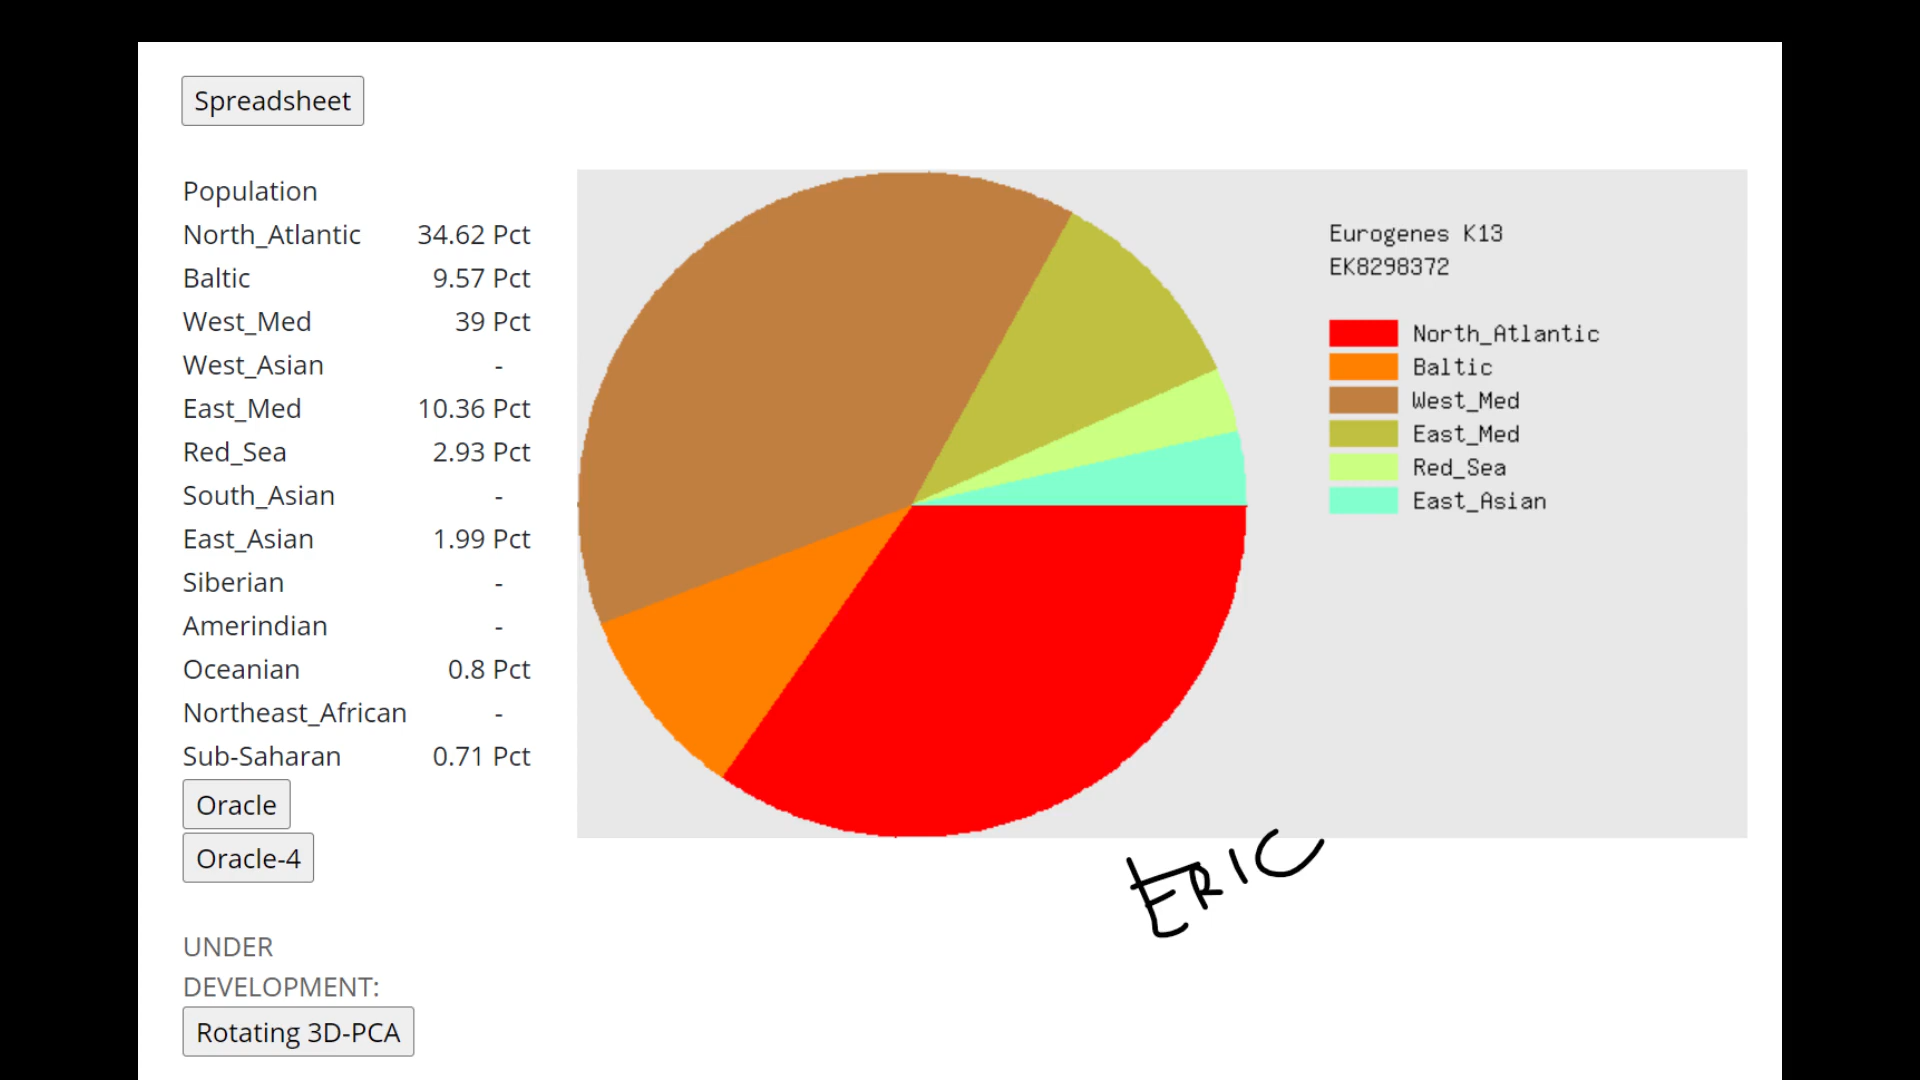 Spreadsheet
Population
North_Atlantic 34.62 Pct
Baltic 9.57 Pct
West_Med 39 Pct
West_Asian -
East_Med 10.36 Pct
Red_Sea 2.93 Pct
South_Asian -
East_Asian 1.99 Pct
Siberian -
Amerindian -
Oceanian 0.8 Pct
Northeast_African -
Sub-Saharan 0.71 Pct
Oracle
Oracle-4
UNDER
DEVELOPMENT:
Rotating 3D-PCA
Eurogenes K13
EK8298372
North_Atlantic
Baltic
West_Med
East_Med
Red_Sea
East_Asian
ERIC